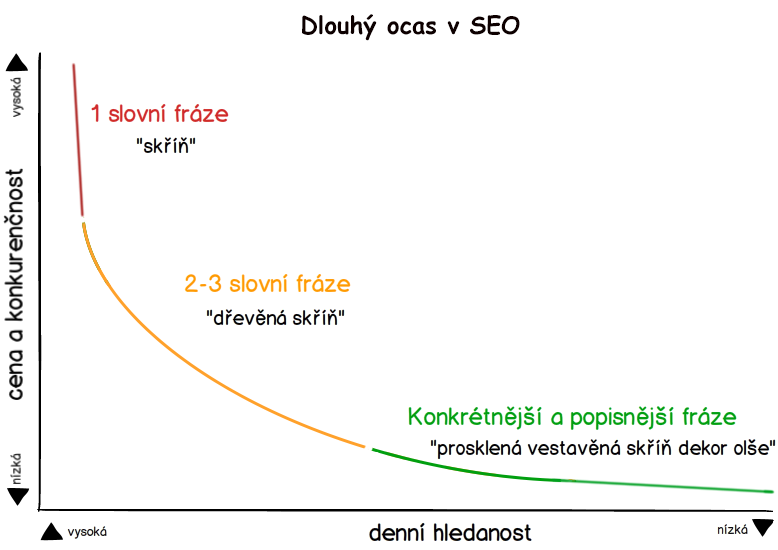 Dlouhý ocas v SEO
vysoká
1 slovní fráze
"skříň"
cena a konkurenčnost
2-3 slovní fráze
"dřevěná skříň"
Konkrétnější a popisnější fráze
"prosklená vestavěná skříň dekor olše"
nízká
vysoká
denní hledanost
nízká